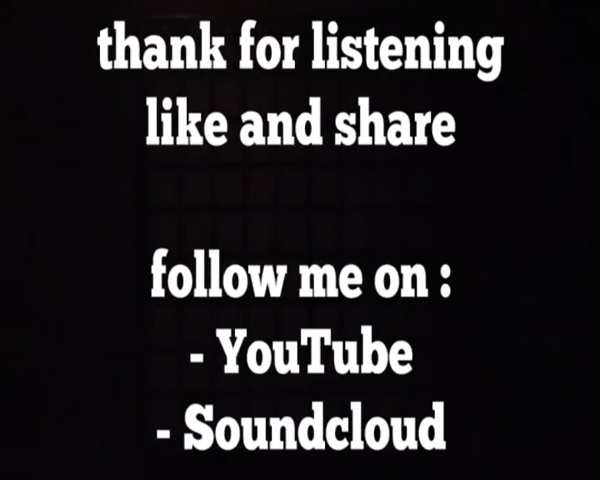 thank for listening
like and share
follow me on :
- YouTube
- Soundcloud